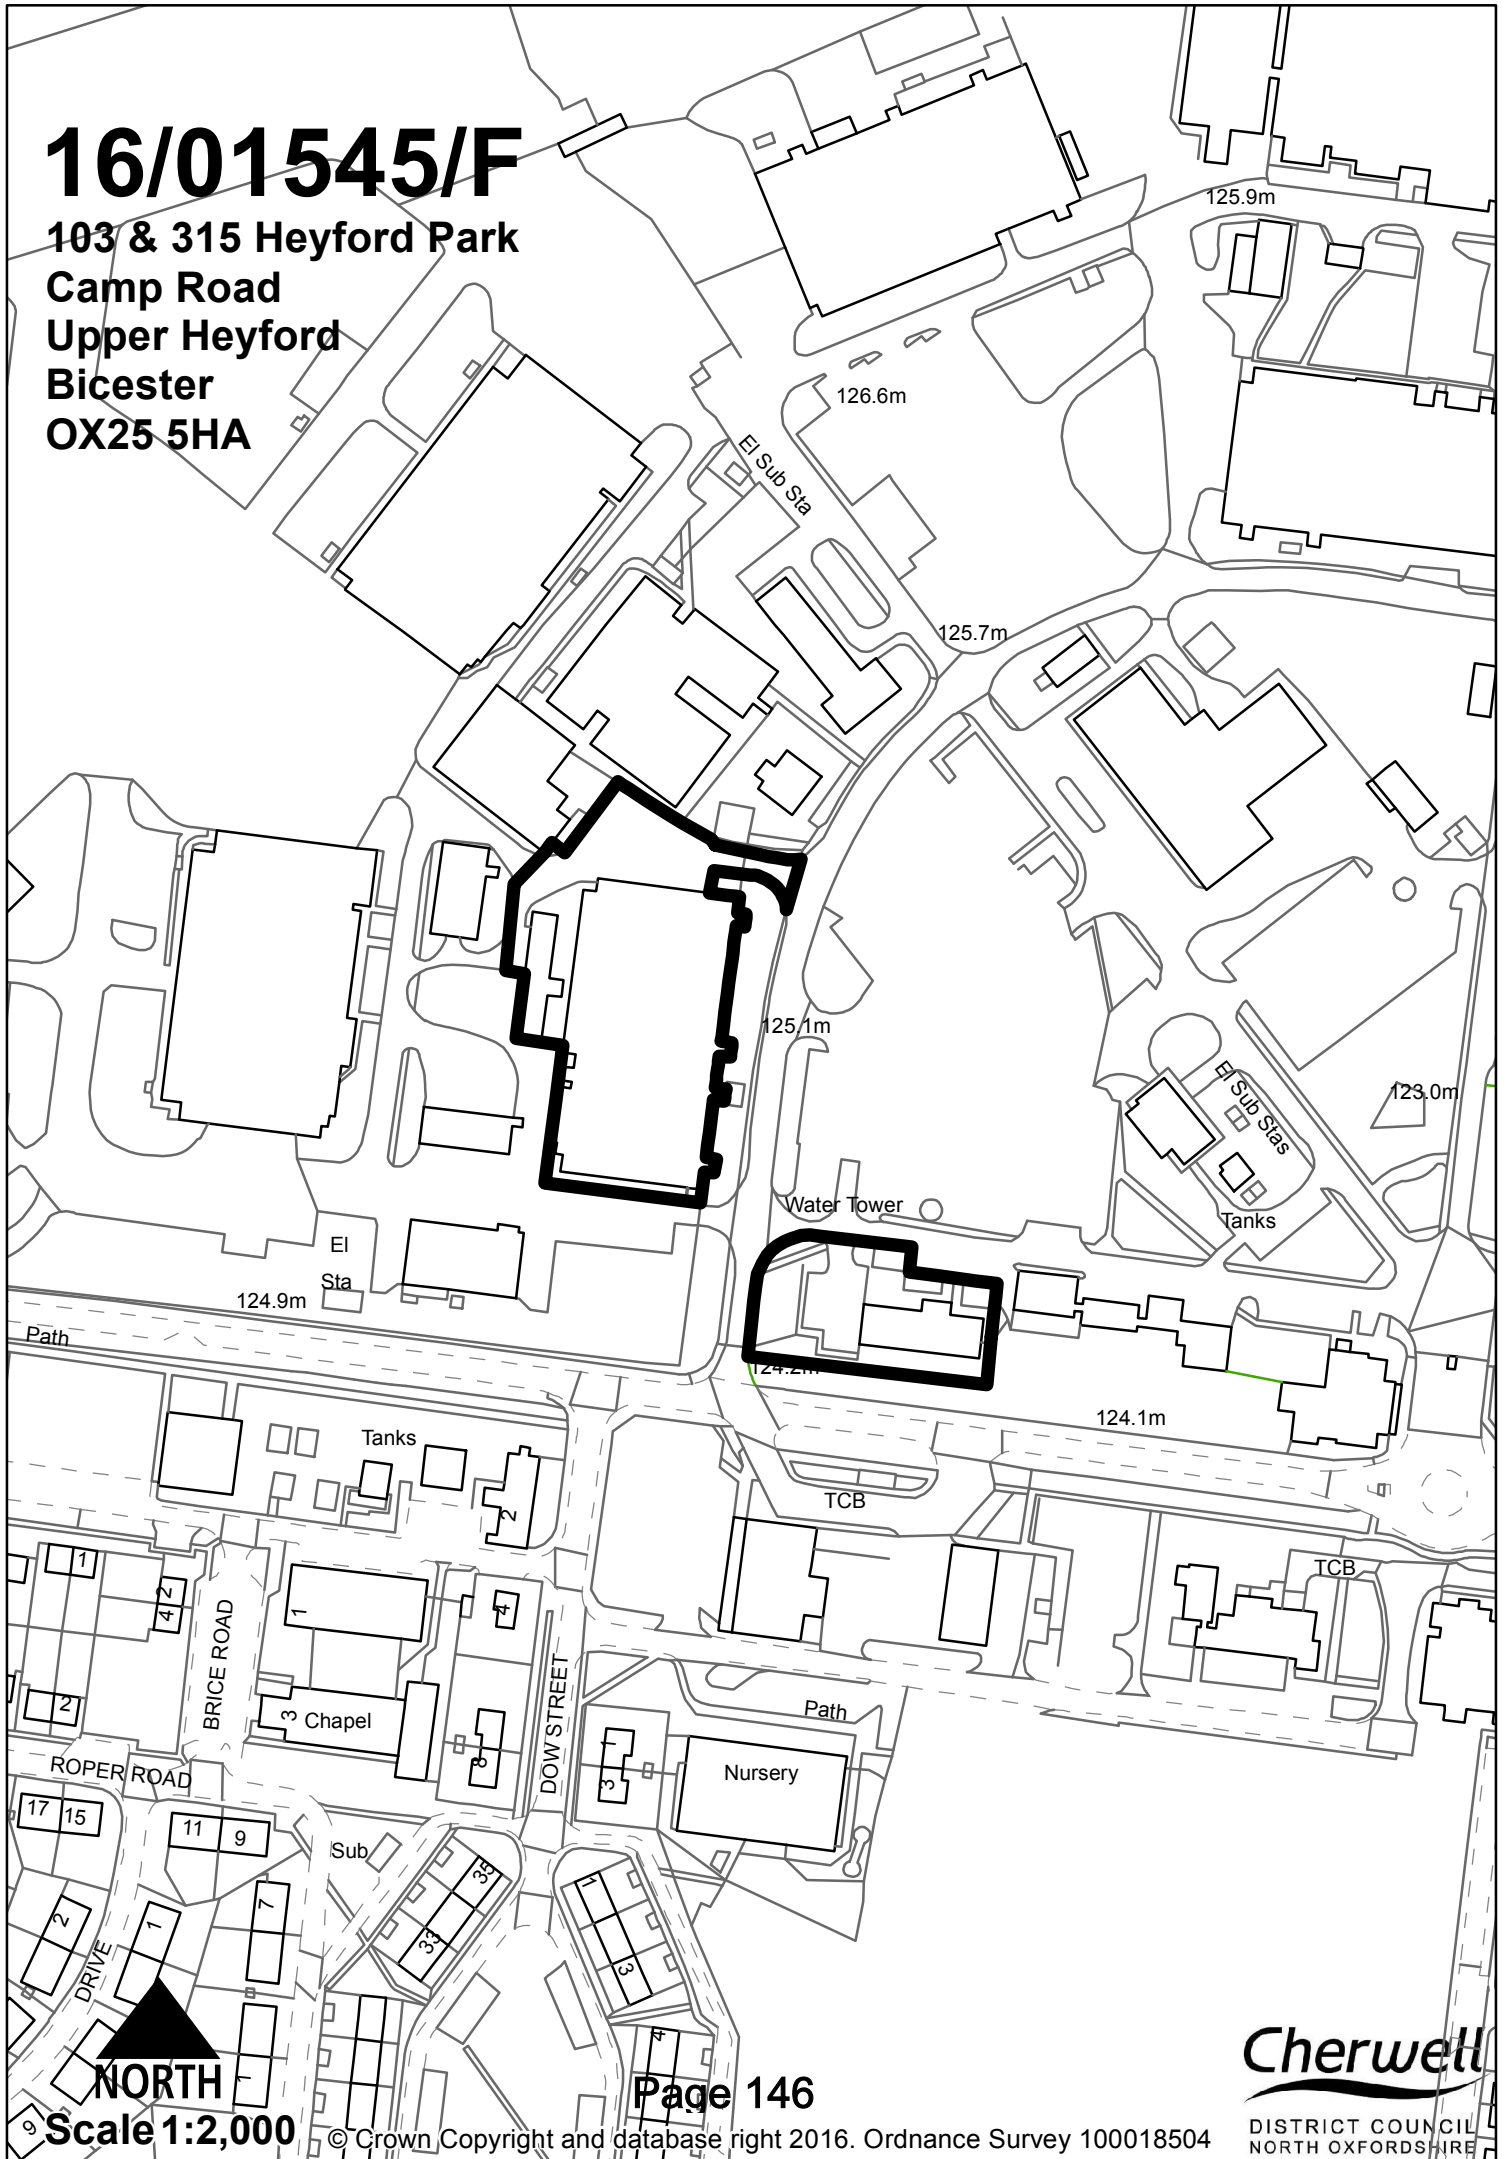 16/01545/F
103 & 315 Heyford Park
Camp Road
Upper Heyford
Bicester
OX25 5HA
125.9m
126.6m
El Sub Sta
125.7m
125.1m
El Sub Stas
123.0m
Water Tower
Tanks
El
Sta
124.9m
Path
124.2m
124.1m
Tanks
2
TCB
TCB
1
2
4
BRICE ROAD
1
4
DOW STREET
2
3
Chapel
8
1
3
Path
Nursery
ROPER ROAD
17
15
11
9
Sub
35
33
1
3
7
2
1
DRIVE
1
4
9
NORTH
Scale 1:2,000
Page 146
© Crown Copyright and database right 2016. Ordnance Survey 100018504
Cherwell
DISTRICT COUNCIL
NORTH OXFORDSHIRE